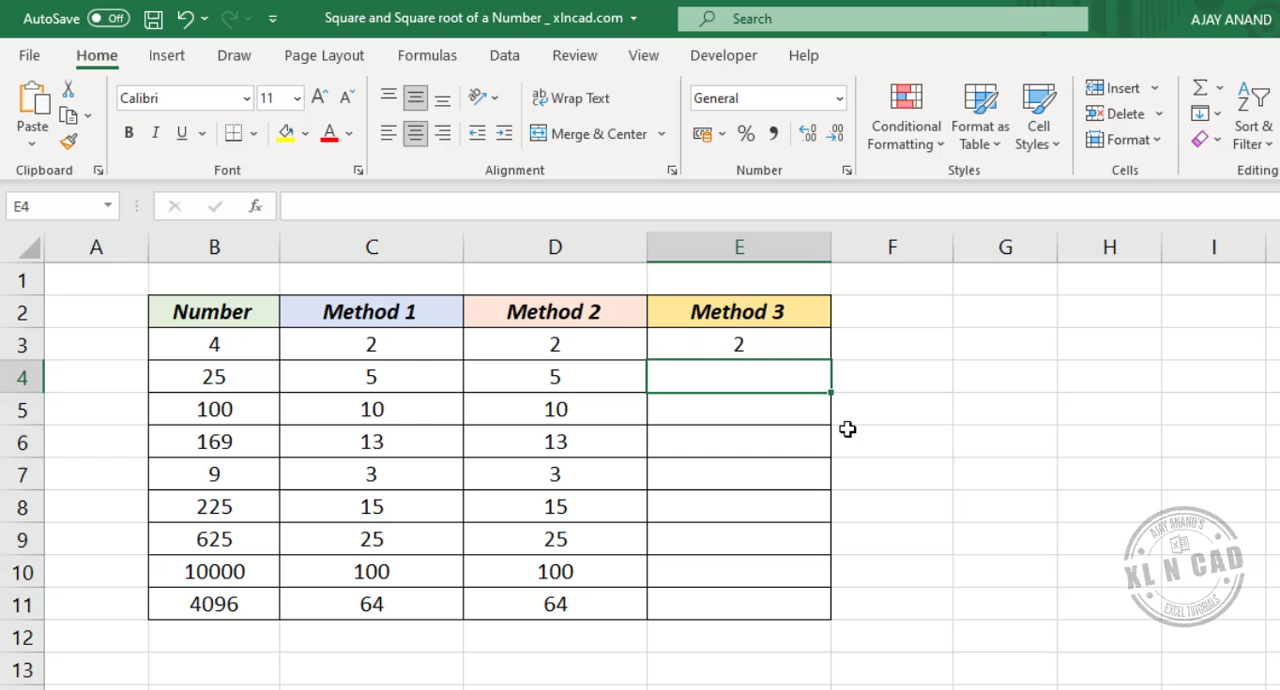 AutoSave Off Square and Square root of a Number _ xlncad.com Search AJAY ANAND
File Home Insert Draw Page Layout Formulas Data Review View Developer Help
Paste Calibri 11 B I U A Wrap Text Merge & Center General % Conditional Formatting Format as Table Cell Styles Insert Delete Format Sort & Filter
Clipboard Font Alignment Number Styles Cells Editing
E4 fx
A B C D E F G H I
1
2 Number Method 1 Method 2 Method 3
3 4 2 2 2
4 25 5 5
5 100 10 10
6 169 13 13
7 9 3 3
8 225 15 15
9 625 25 25
10 10000 100 100
11 4096 64 64
12
13
AJAY ANAND'S
XL N CAD
EXCEL TUTORIALS